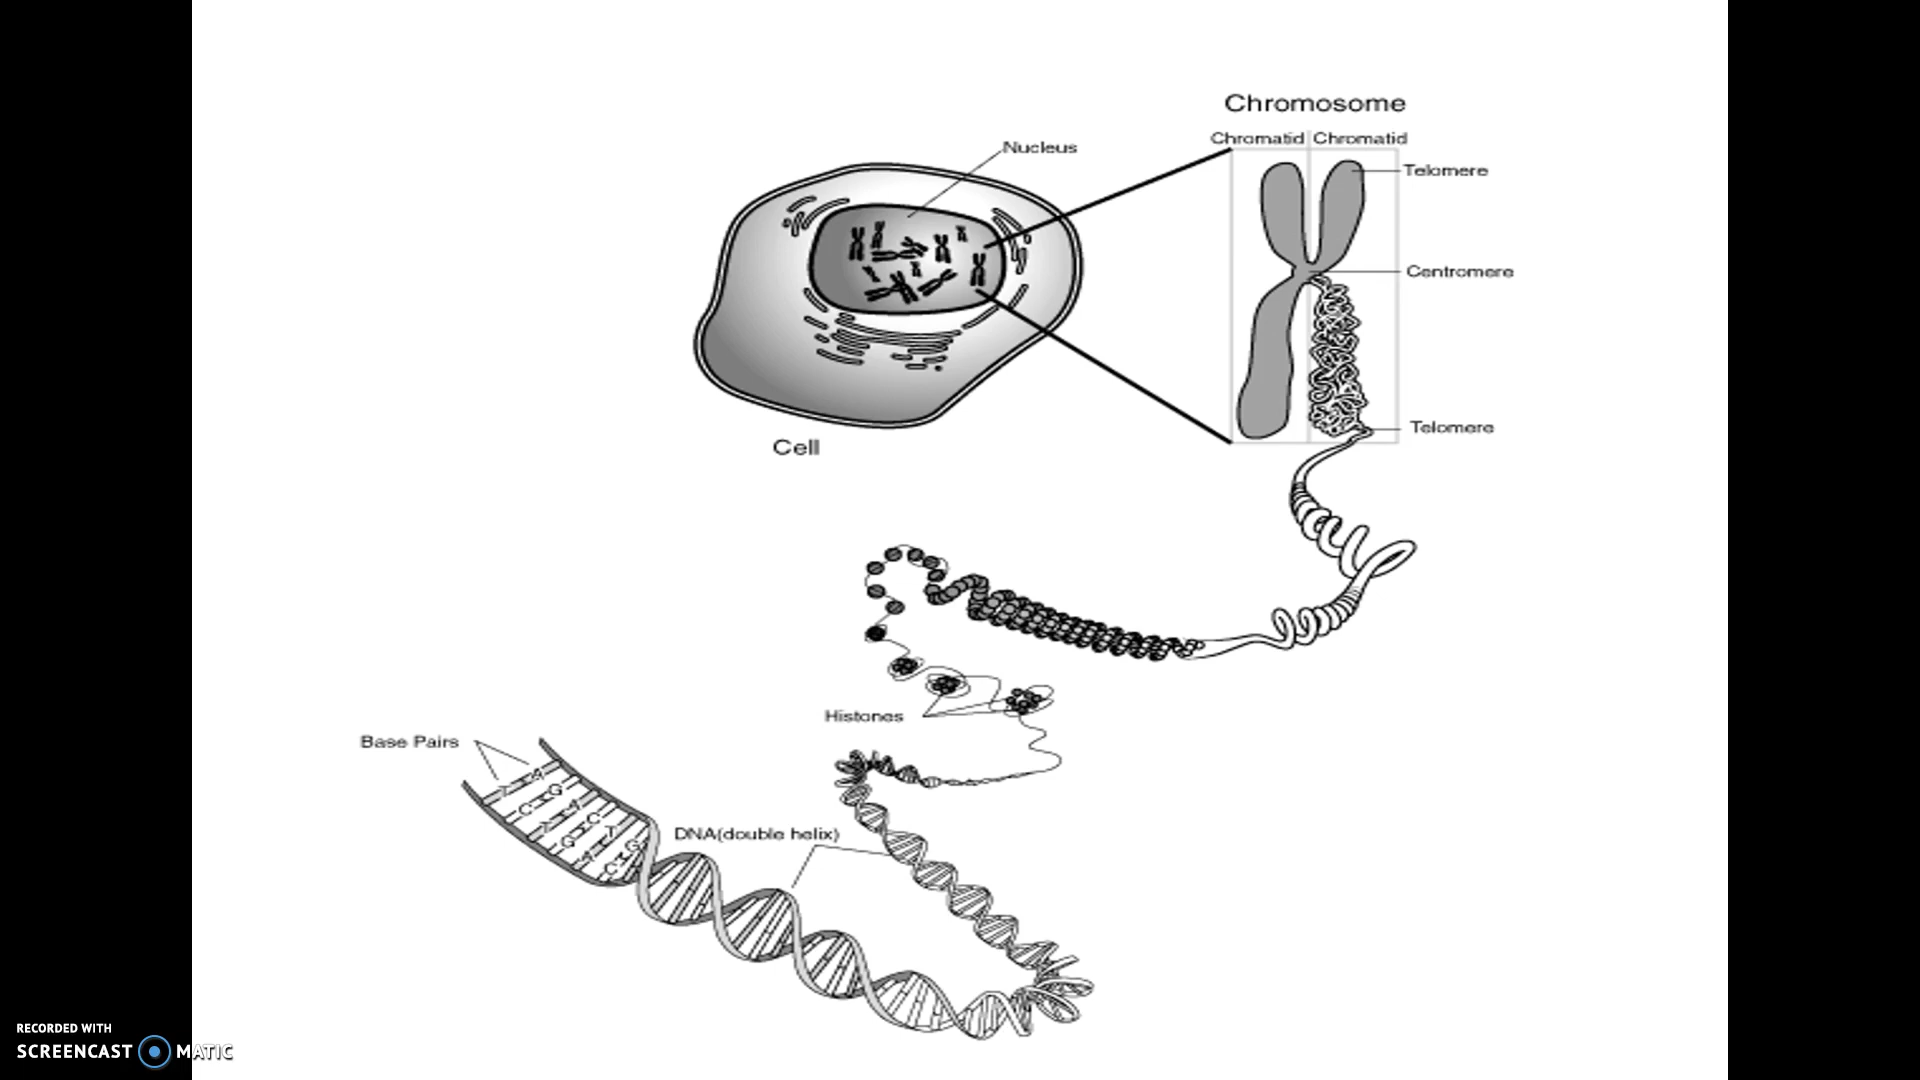 Chromosome
Chromatid Chromatid
Nucleus
Telomere
Centromere
Telomere
Cell
Histones
Base Pairs
DNA(double helix)
C G
C
G
C G
RECORDED WITH
SCREENCAST MATIC